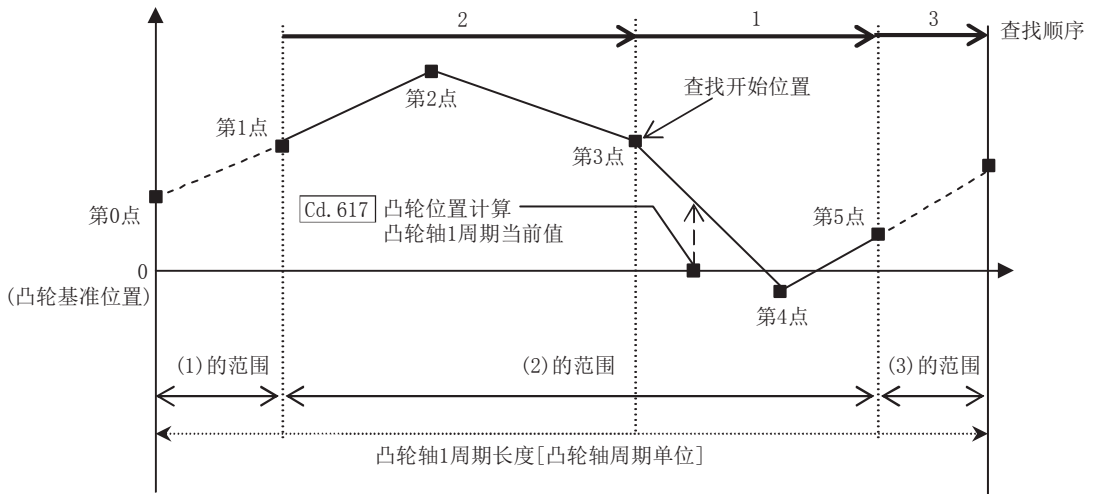 2
1
3
查找顺序
查找开始位置
第2点
第1点
第3点
第0点
Cd.617 凸轮位置计算
凸轮轴1周期当前值
第5点
0
(凸轮基准位置)
第4点
(1)的范围
(2)的范围
(3)的范围
凸轮轴1周期长度[凸轮轴周期单位]